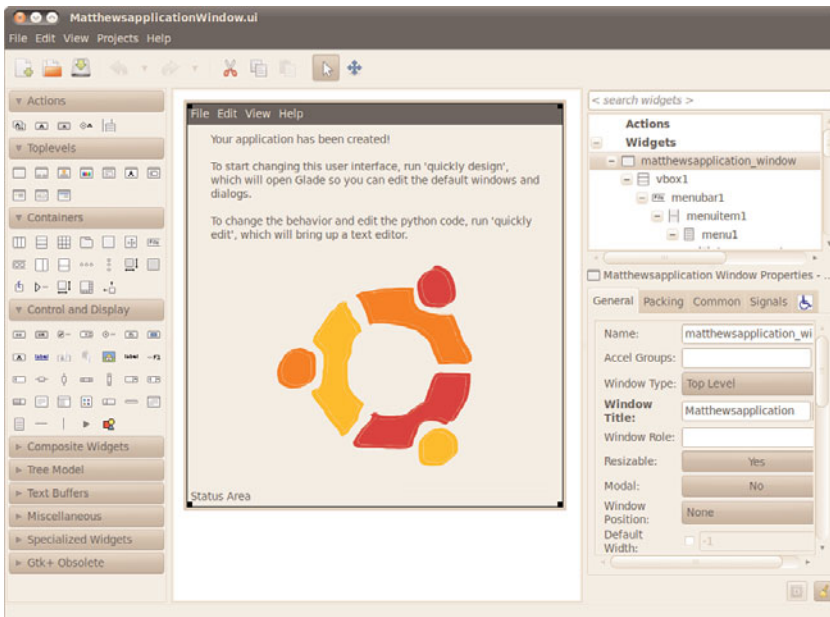 MatthewsapplicationWindow.ui
File Edit View Projects Help
Actions
Toplevels
Containers
Control and Display
Composite Widgets
Tree Model
Text Buffers
Miscellaneous
Specialized Widgets
Gtk+ Obsolete
File Edit View Help
Your application has been created!
To start changing this user interface, run 'quickly design',
which will open Glade so you can edit the default windows and
dialogs.
To change the behavior and edit the python code, run 'quickly
edit', which will bring up a text editor.
Status Area
< search widgets >
Actions
Widgets
matthewsapplication_window
vbox1
menubar1
menuitem1
menu1
Matthewsapplication Window Properties - ...
General Packing Common Signals
Name: matthewsapplication_wi
Accel Groups:
Window Type: Top Level
Window
Title: Matthewsapplication
Window Role:
Resizable: Yes
Modal: No
Window
Position: None
Default
Width: -1